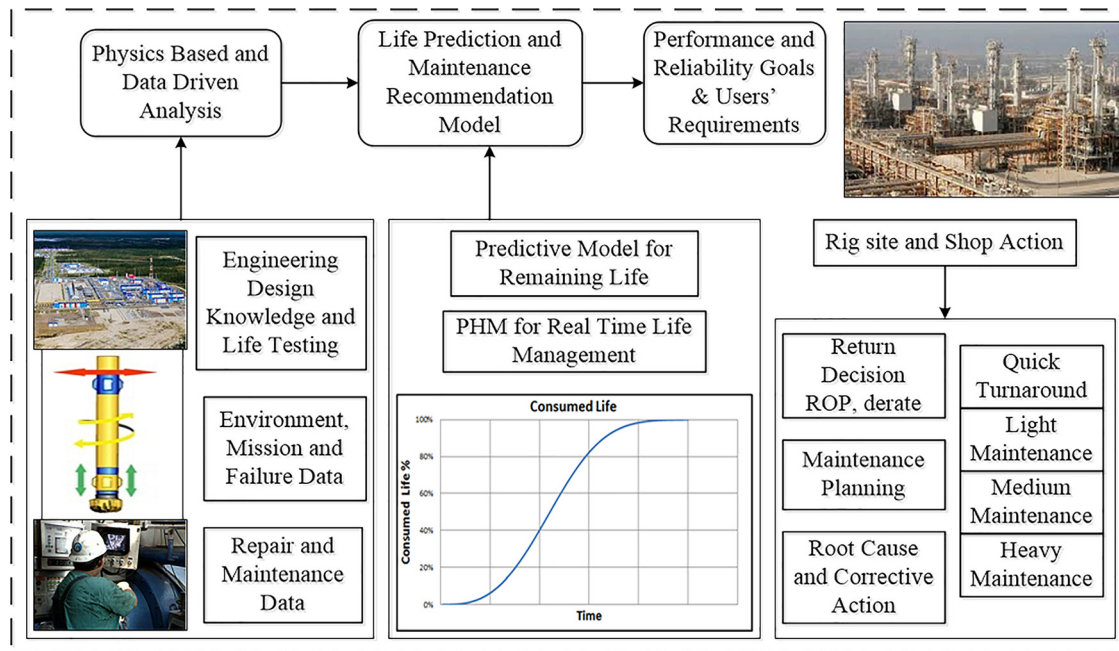 Physics Based and
Data Driven
Analysis
Life Prediction and
Maintenance
Recommendation
Model
Performance and
Reliability Goals
& Users’
Requirements
Engineering
Design
Knowledge and
Life Testing
Environment,
Mission and
Failure Data
Repair and
Maintenance
Data
Predictive Model for
Remaining Life
PHM for Real Time Life
Management
Consumed Life
Consumed Life %
100%
80%
60%
40%
20%
0%
Time
Rig site and Shop Action
Return
Decision
ROP, derate
Maintenance
Planning
Root Cause
and Corrective
Action
Quick
Turnaround
Light
Maintenance
Medium
Maintenance
Heavy
Maintenance